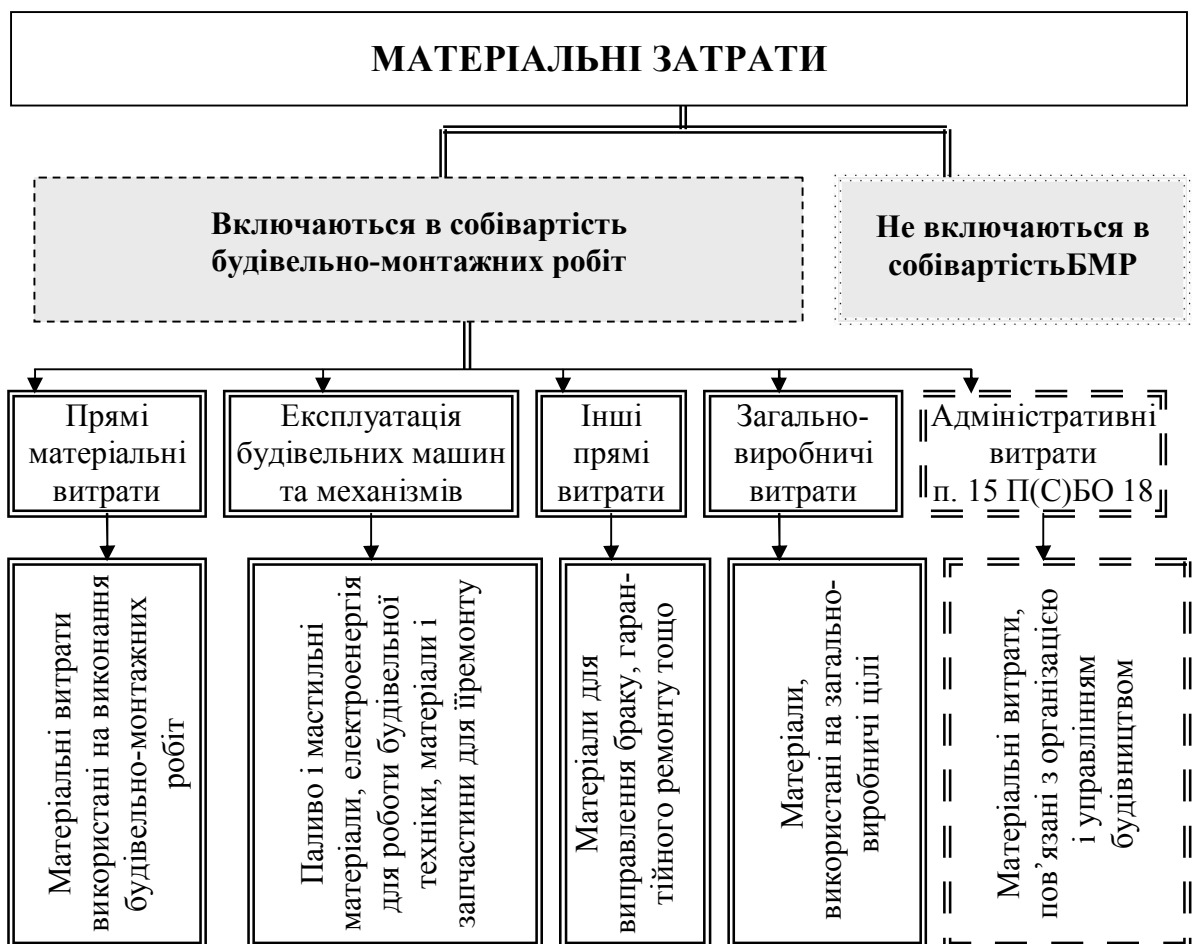 МАТЕРІАЛЬНІ ЗАТРАТИ
Включаються в собівартість
будівельно-монтажних робіт
Не включаються в
собівартістьБМР
Прямі
матеріальні
витрати
Експлуатація
будівельних машин
та механізмів
Інші
прямі
витрати
Загально-
виробничі
витрати
Адміністративні
витрати
п. 15 П(С)БО 18
Матеріальні витрати
використані на виконання
будівельно-монтажних
робіт
Паливо і мастильні
матеріали, електроенергія
для роботи будівельної
техніки, матеріали і
запчастини для їїремонту
Матеріали для
виправлення браку, гаран-
тійного ремонту тощо
Матеріали,
використані на загально-
виробничі цілі
Матеріальні витрати,
пов’язані з організацією
і управлінням
будівництвом